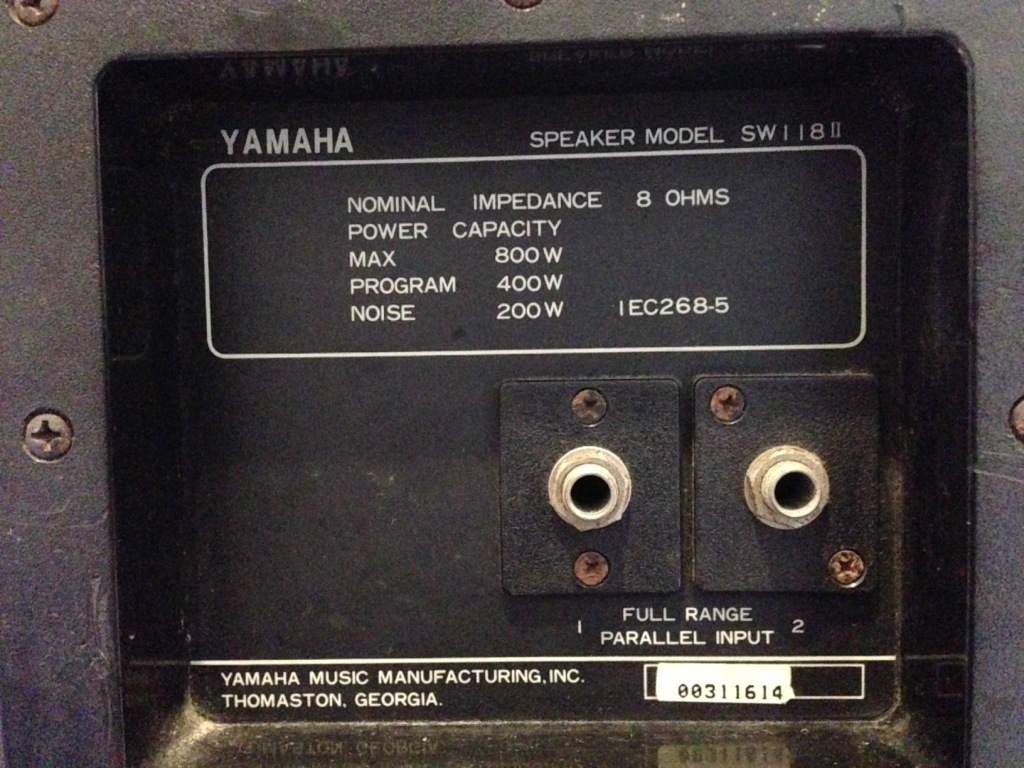 YAMAHA SPEAKER MODEL SW118II
NOMINAL IMPEDANCE 8 OHMS
POWER CAPACITY
MAX 800W
PROGRAM 400W
NOISE 200W IEC268-5
1 FULL RANGE 2
PARALLEL INPUT
YAMAHA MUSIC MANUFACTURING, INC.
THOMASTON, GEORGIA.
00311614